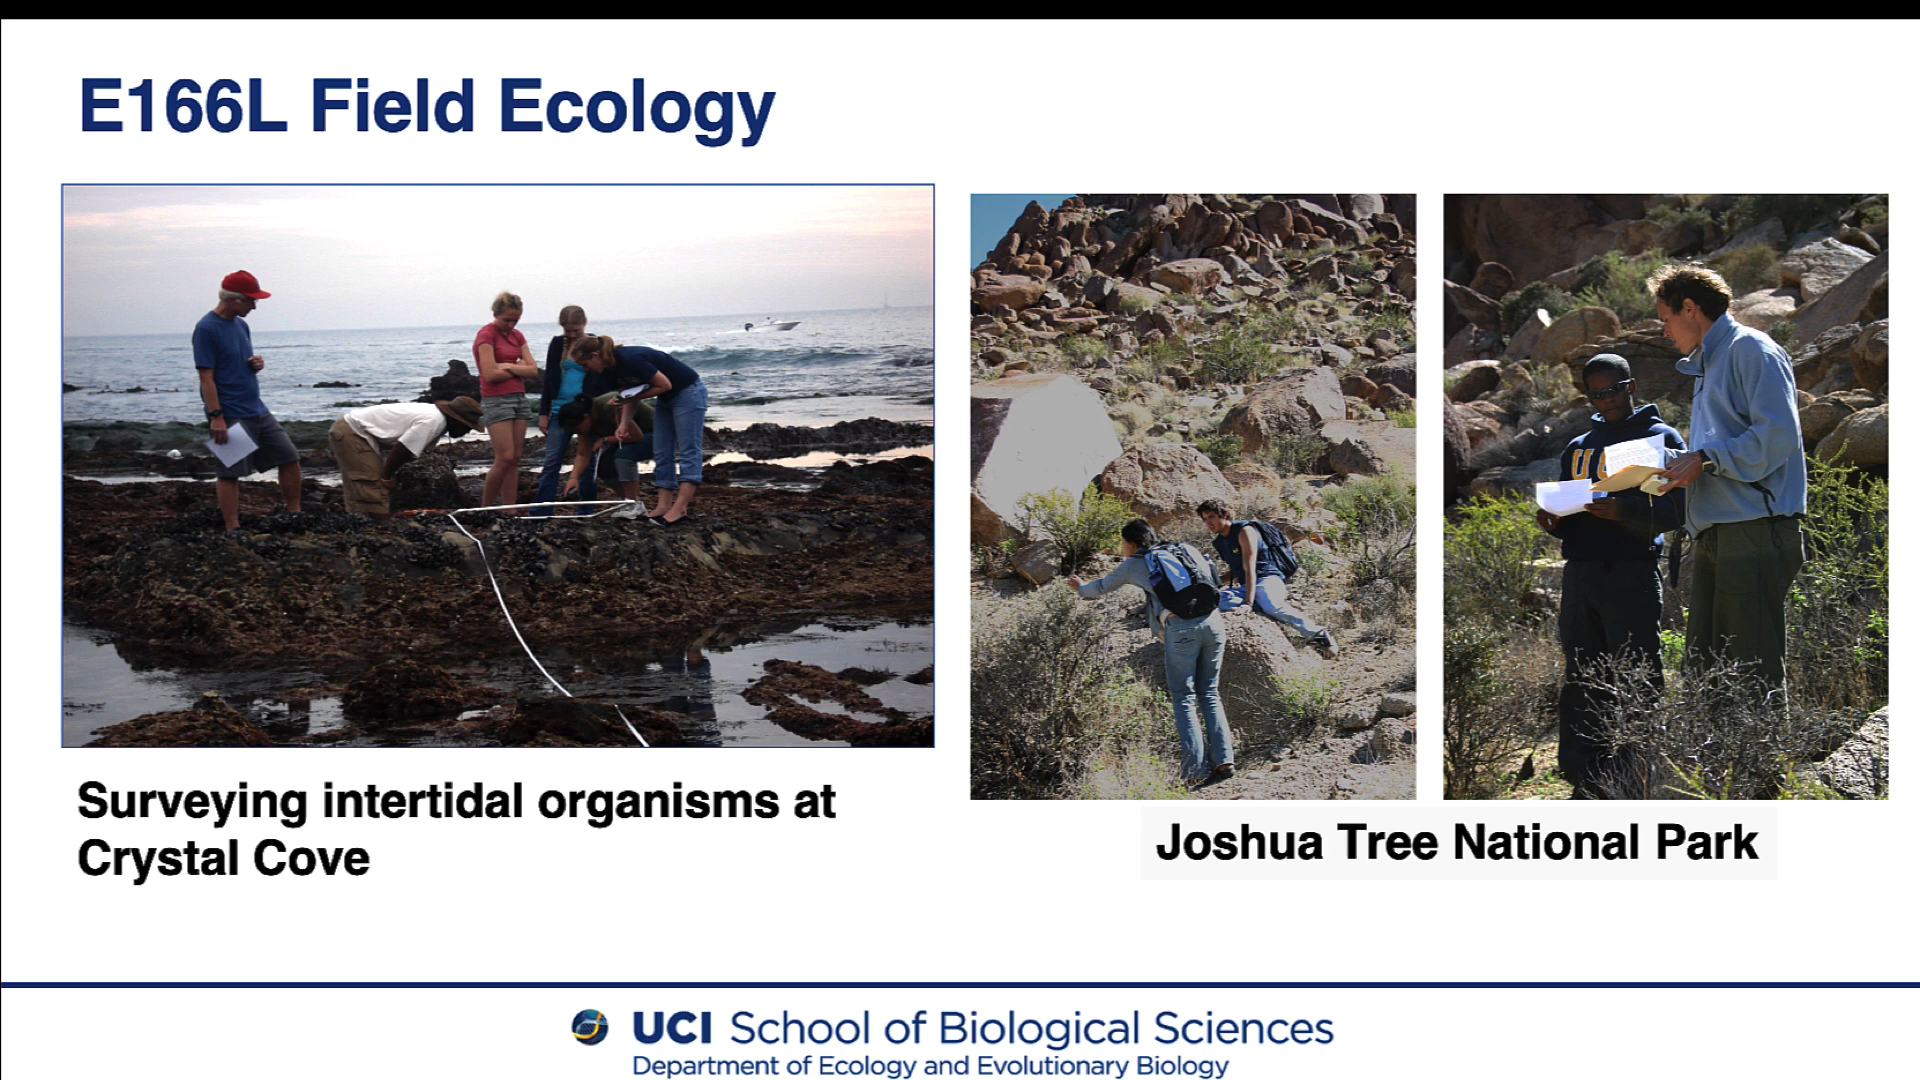 E166L Field Ecology
Surveying intertidal organisms at
Crystal Cove
Joshua Tree National Park
UCI School of Biological Sciences
Department of Ecology and Evolutionary Biology